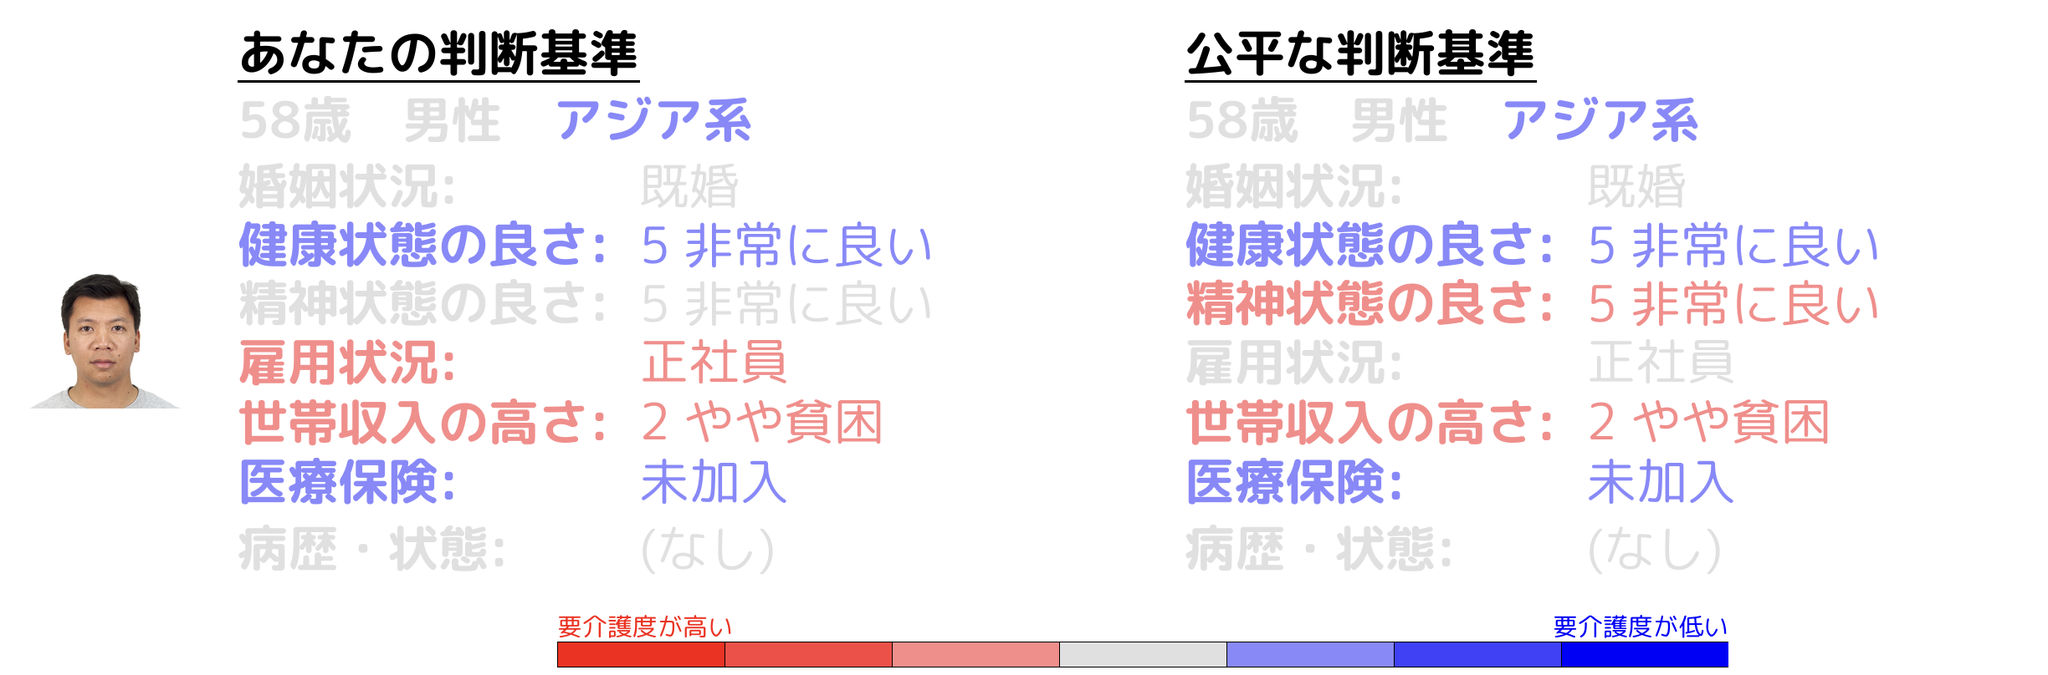 あなたの判断基準
58歳 男性 アジア系
婚姻状況: 既婚
健康状態の良さ: 5 非常に良い
精神状態の良さ: 5 非常に良い
雇用状況: 正社員
世帯収入の高さ: 2 やや貧困
医療保険: 未加入
病歴・状態: (なし)
公平な判断基準
58歳 男性 アジア系
婚姻状況: 既婚
健康状態の良さ: 5 非常に良い
精神状態の良さ: 5 非常に良い
雇用状況: 正社員
世帯収入の高さ: 2 やや貧困
医療保険: 未加入
病歴・状態: (なし)
要介護度が高い
要介護度が低い